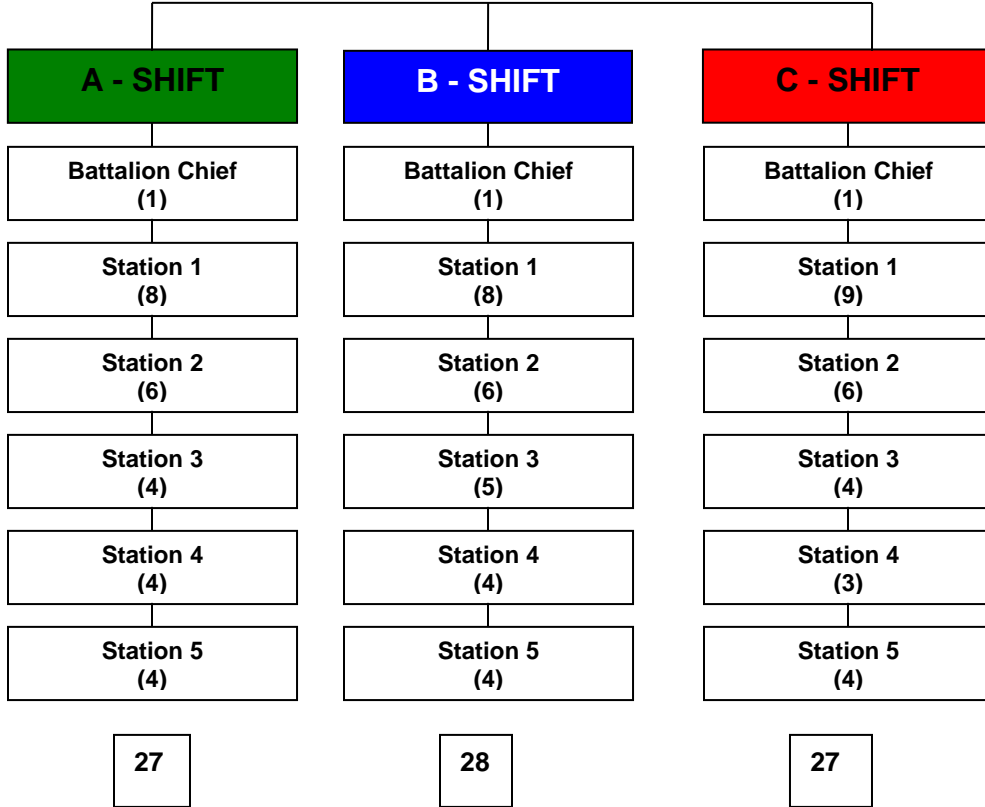 A - SHIFT
B - SHIFT
C - SHIFT
Battalion Chief
(1)
Battalion Chief
(1)
Battalion Chief
(1)
Station 1
(8)
Station 1
(8)
Station 1
(9)
Station 2
(6)
Station 2
(6)
Station 2
(6)
Station 3
(4)
Station 3
(5)
Station 3
(4)
Station 4
(4)
Station 4
(4)
Station 4
(3)
Station 5
(4)
Station 5
(4)
Station 5
(4)
27
28
27